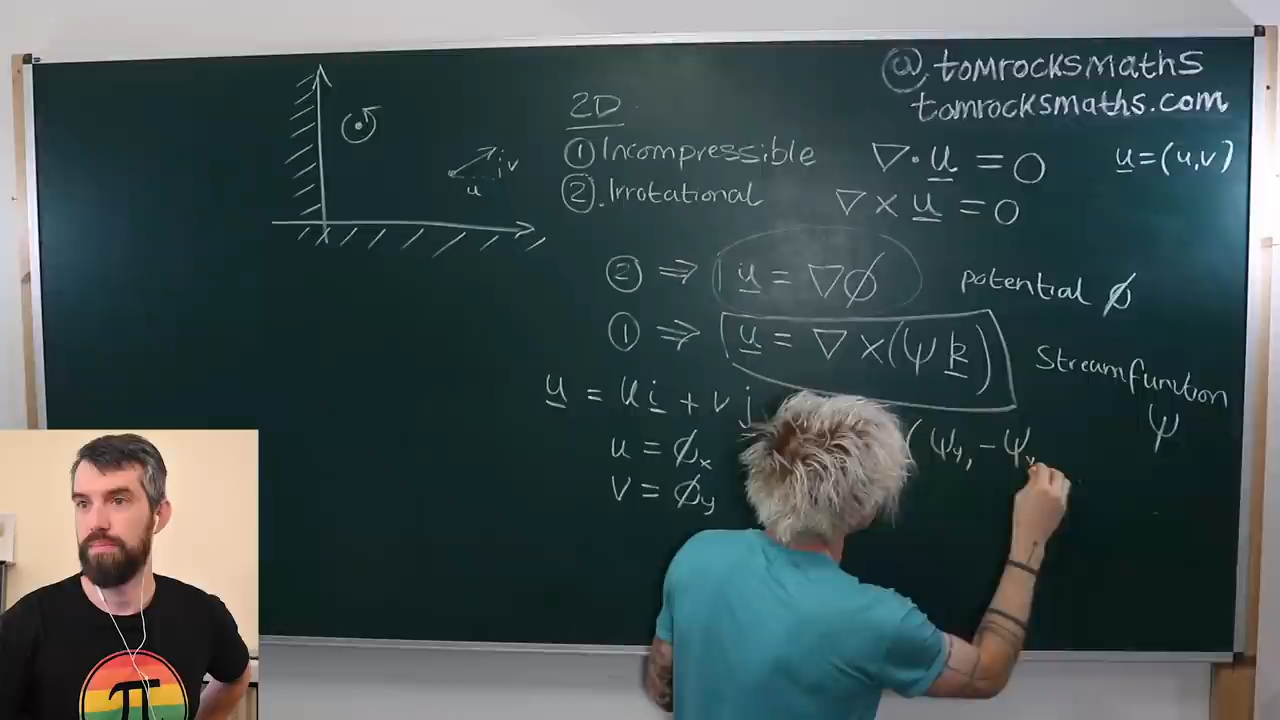 @tomrocksmaths
tomrocksmaths.com
2D
① Incompressible ∇·u = 0 u=(u,v)
② Irrotational ∇×u = 0
v
u
② ⇒ u = ∇ϕ potential ϕ
① ⇒ u = ∇×(ψk) Streamfunction ψ
u = ui + vj
u = ϕx (ψy, -ψx
v = ϕy
π